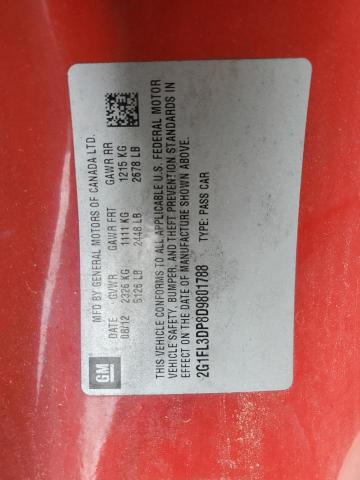 GM
MFD BY GENERAL MOTORS OF CANADA LTD.
DATE GVWR GAWR FRT GAWR RR
08/12 2326 KG 1111 KG 1215 KG
5126 LB 2448 LB 2678 LB
THIS VEHICLE CONFORMS TO ALL APPLICABLE U.S. FEDERAL MOTOR
VEHICLE SAFETY, BUMPER, AND THEFT PREVENTION STANDARDS IN
EFFECT ON THE DATE OF MANUFACTURE SHOWN ABOVE.
2G1FL3DP8D9801788 TYPE: PASS CAR